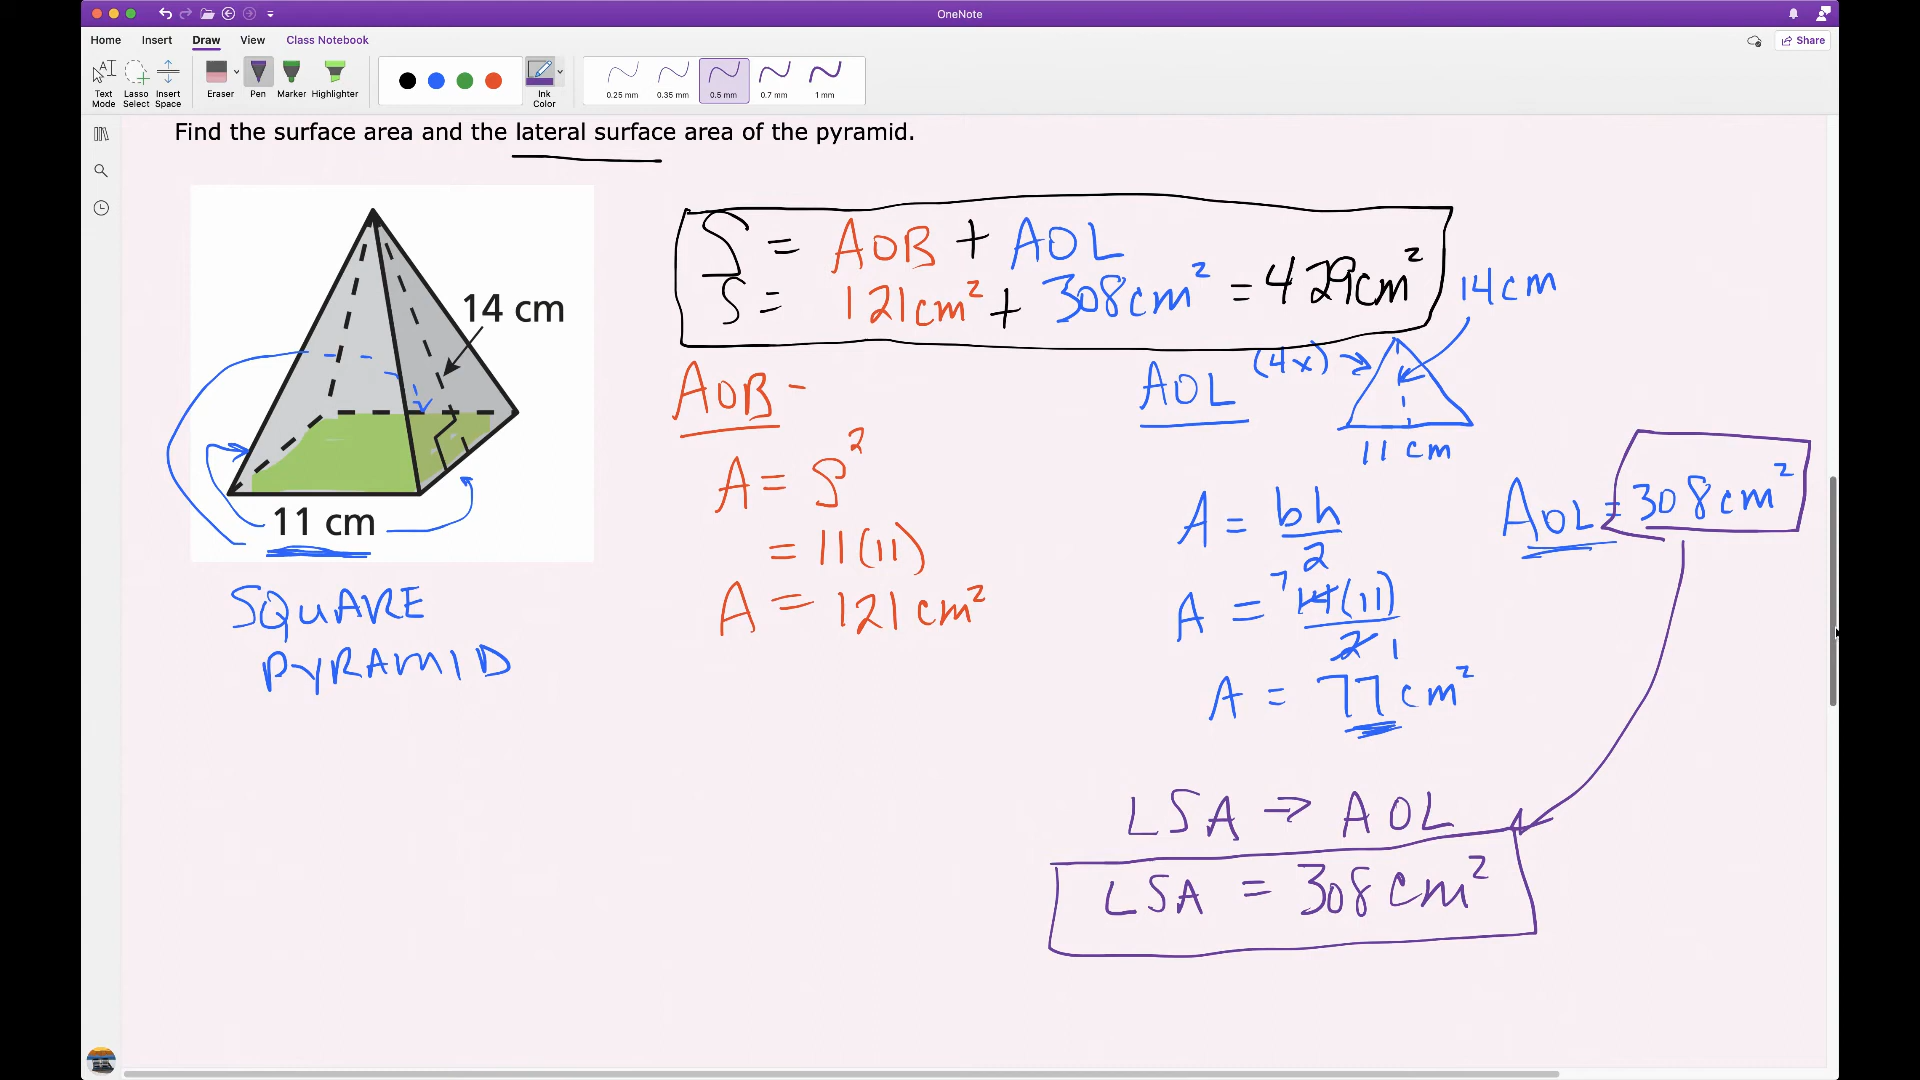 OneNote
Home Insert Draw View Class Notebook
Share
Text Mode
Lasso Select
Insert Space
Eraser
Pen
Marker
Highlighter
Ink Color
0.25 mm
0.35 mm
0.5 mm
0.7 mm
1 mm
Find the surface area and the lateral surface area of the pyramid.
14 cm
11 cm
SQUARE
PYRAMID
S = AOB + AOL
S = 121cm² + 308cm² = 429cm²
AOB -
A = S²
= 11(11)
A = 121 cm²
AOL (4x)
14cm
11 cm
A = bh/2
A = 7 14(11)/2 1
A = 77 cm²
AOL = 308cm²
LSA → AOL
LSA = 308cm²